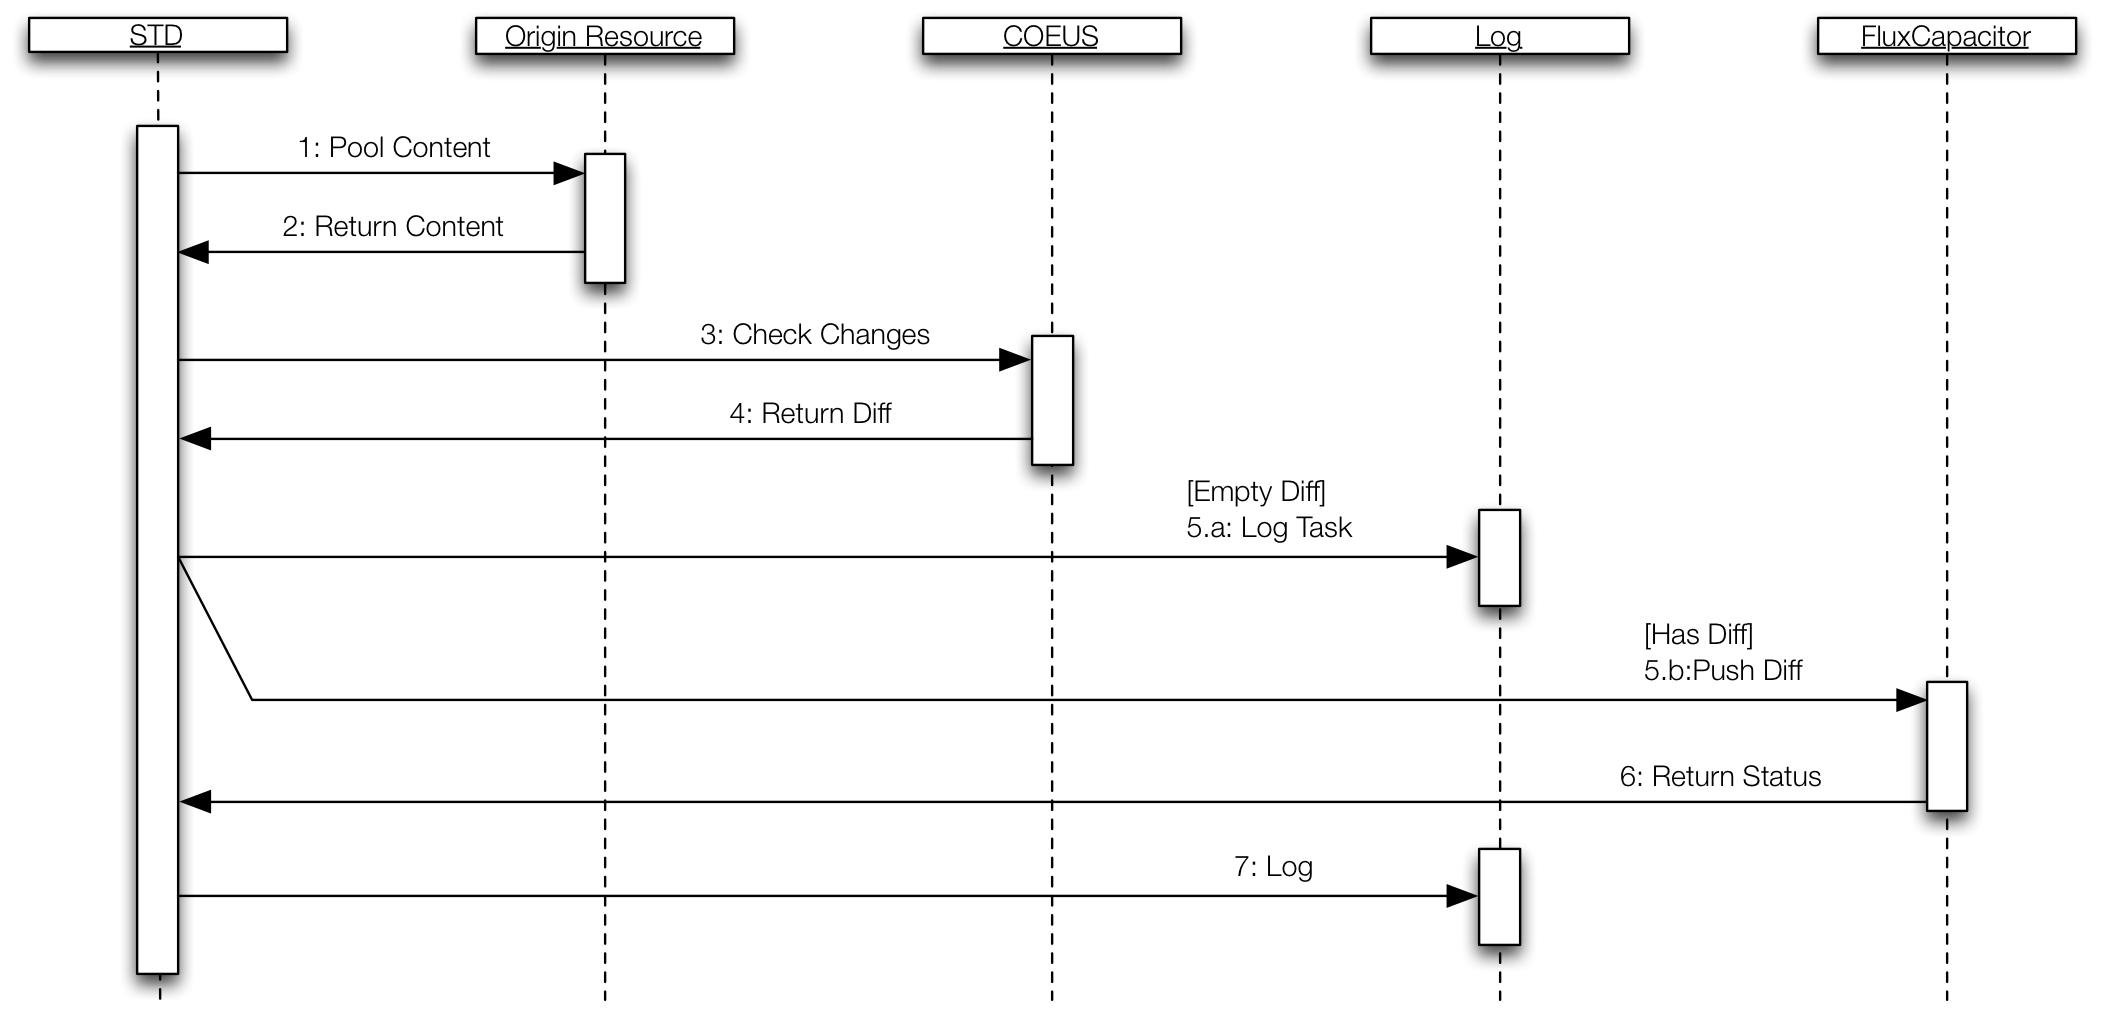 STD
Origin Resource
COEUS
Log
FluxCapacitor
1: Pool Content
2: Return Content
3: Check Changes
4: Return Diff
[Empty Diff]
5.a: Log Task
[Has Diff]
5.b:Push Diff
6: Return Status
7: Log